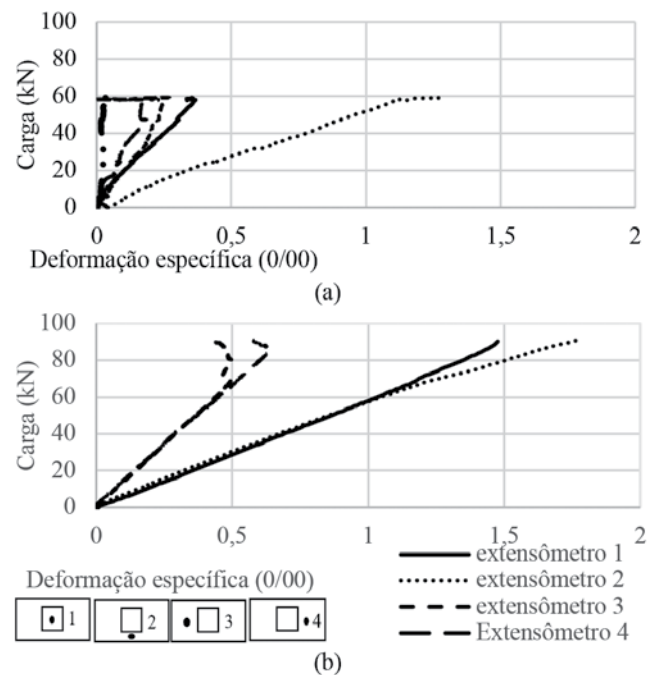 100
80
60
40
20
0
Carga (kN)
0 0,5 1 1,5 2
Deformação específica (0/00)
(a)
100
80
60
40
20
0
Carga (kN)
0 0,5 1 1,5 2
Deformação específica (0/00)
extensômetro 1
extensômetro 2
extensômetro 3
Extensômetro 4
1 2 3 4
(b)